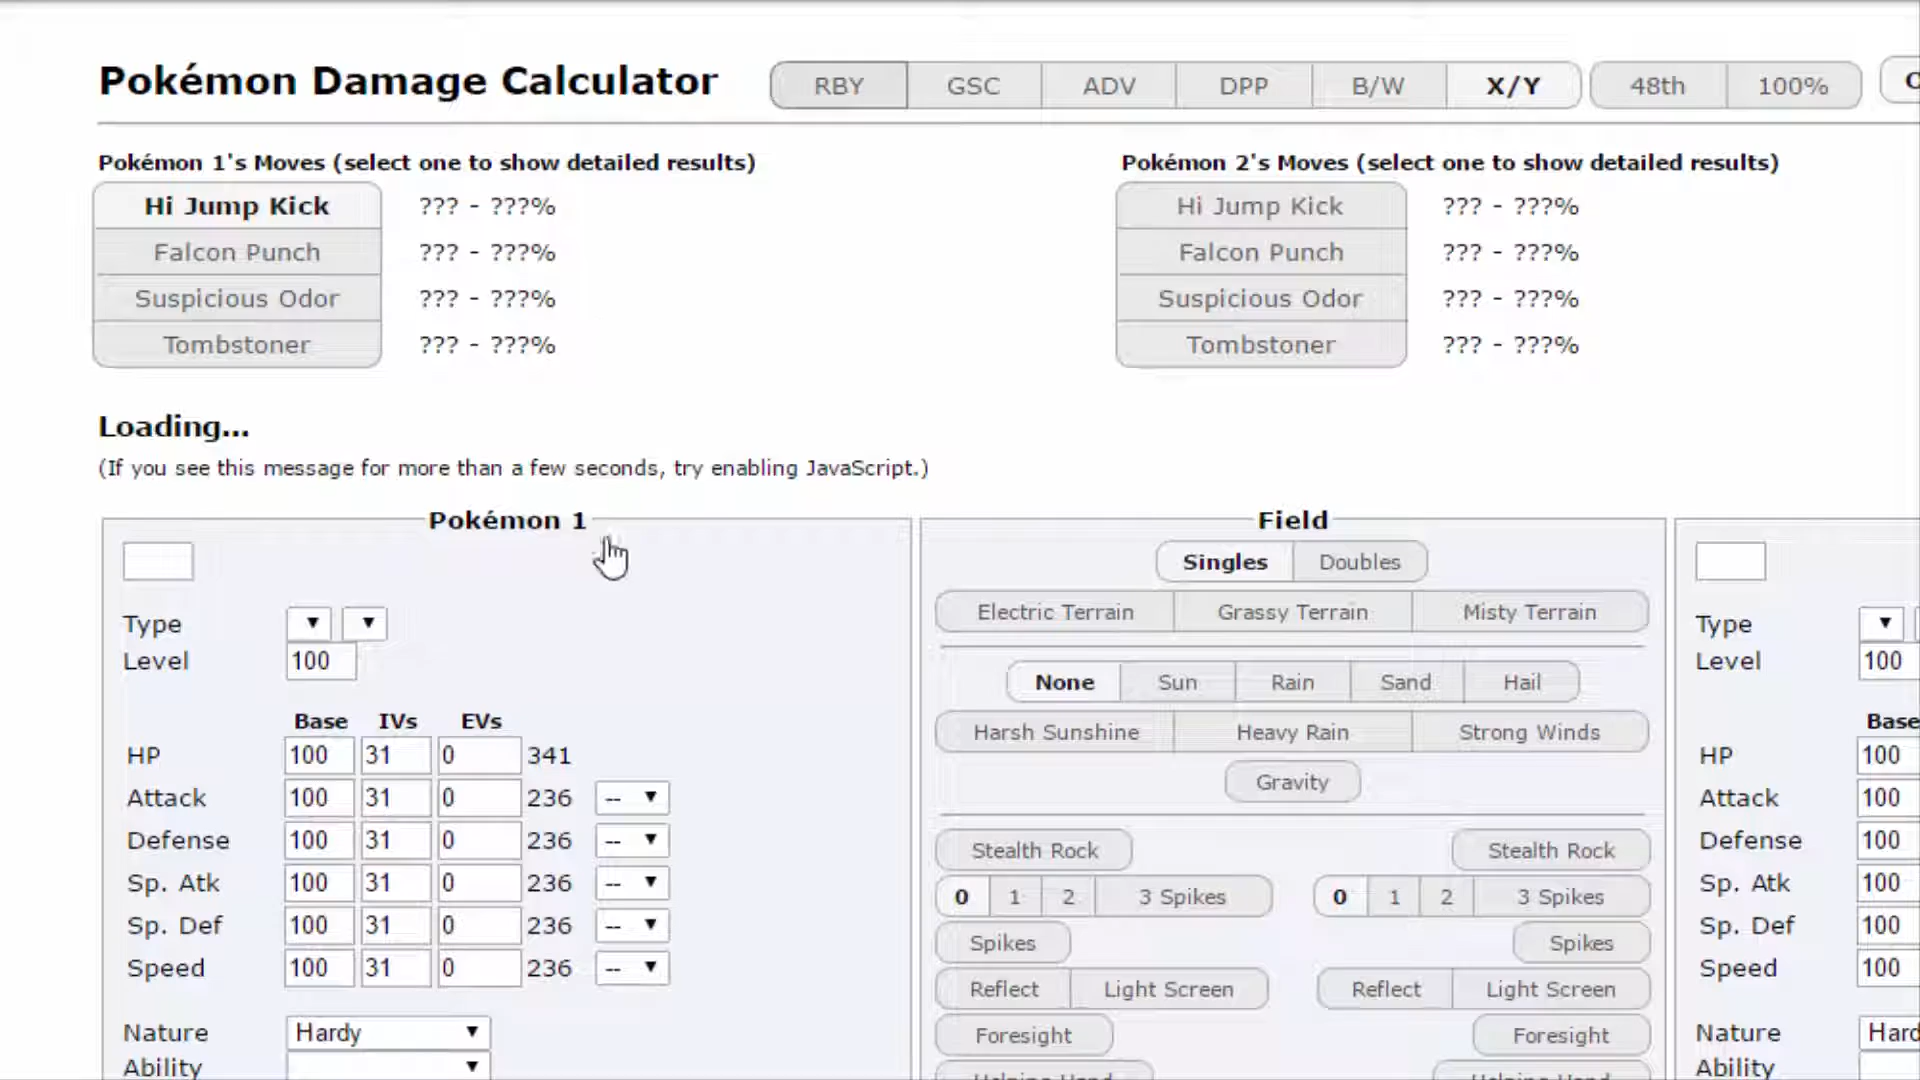 Pokémon Damage Calculator RBY GSC ADV DPP B/W X/Y 48th 100%
Pokémon 1's Moves (select one to show detailed results) Pokémon 2's Moves (select one to show detailed results)
Hi Jump Kick ??? - ???% Hi Jump Kick ??? - ???%
Falcon Punch ??? - ???% Falcon Punch ??? - ???%
Suspicious Odor ??? - ???% Suspicious Odor ??? - ???%
Tombstoner ??? - ???% Tombstoner ??? - ???%
Loading...
(If you see this message for more than a few seconds, try enabling JavaScript.)
Pokémon 1
Type
Level 100
Base IVs EVs
HP 100 31 0 341
Attack 100 31 0 236 --
Defense 100 31 0 236 --
Sp. Atk 100 31 0 236 --
Sp. Def 100 31 0 236 --
Speed 100 31 0 236 --
Nature Hardy
Ability
Field
Singles Doubles
Electric Terrain Grassy Terrain Misty Terrain
None Sun Rain Sand Hail
Harsh Sunshine Heavy Rain Strong Winds
Gravity
Stealth Rock Stealth Rock
0 1 2 3 Spikes 0 1 2 3 Spikes
Spikes Spikes
Reflect Light Screen Reflect Light Screen
Foresight Foresight
Helping Hand Helping Hand
Type
Level 100
Base
HP 100
Attack 100
Defense 100
Sp. Atk 100
Sp. Def 100
Speed 100
Nature Hard
Ability